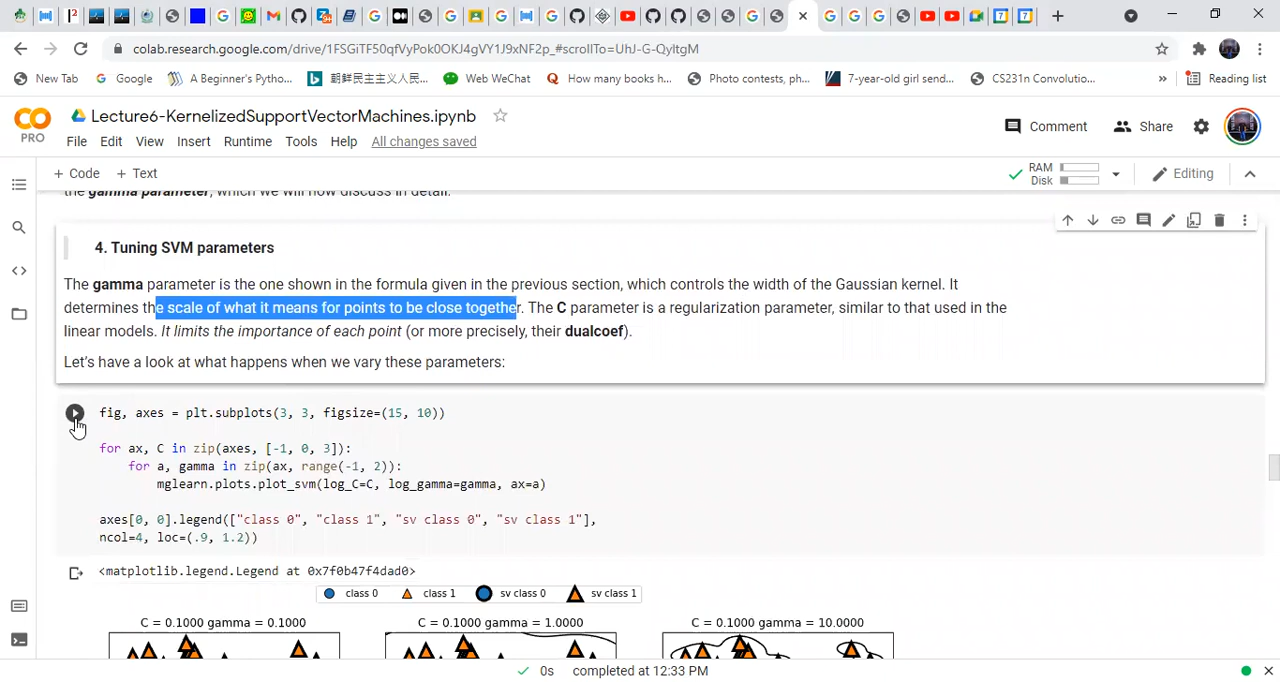 colab.research.google.com/drive/1FSGiTF50qfVyPok0OKJ4gVY1J9xNF2p_#scrollTo=UhJ-G-QyltgM
New Tab Google A Beginner's Pyth... 朝鮮民主主義人民... Web WeChat How many books h... Photo contests, ph... 7-year-old girl send... CS231n Convolutio... » Reading list
CO
PRO
Lecture6-KernelizedSupportVectorMachines.ipynb
Comment Share
File Edit View Insert Runtime Tools Help All changes saved
+ Code + Text
RAM
Disk
Editing
the gamma parameter, which we will now discuss in detail.
4. Tuning SVM parameters
The gamma parameter is the one shown in the formula given in the previous section, which controls the width of the Gaussian kernel. It
determines the scale of what it means for points to be close together. The C parameter is a regularization parameter, similar to that used in the
linear models. It limits the importance of each point (or more precisely, their dualcoef).
Let's have a look at what happens when we vary these parameters:
fig, axes = plt.subplots(3, 3, figsize=(15, 10))
for ax, C in zip(axes, [-1, 0, 3]):
for a, gamma in zip(ax, range(-1, 2)):
mglearn.plots.plot_svm(log_C=C, log_gamma=gamma, ax=a)
axes[0, 0].legend(["class 0", "class 1", "sv class 0", "sv class 1"],
ncol=4, loc=(.9, 1.2))
<matplotlib.legend.Legend at 0x7f0b47f4dad0>
class 0 class 1 sv class 0 sv class 1
C = 0.1000 gamma = 0.1000 C = 0.1000 gamma = 1.0000 C = 0.1000 gamma = 10.0000
0s completed at 12:33 PM